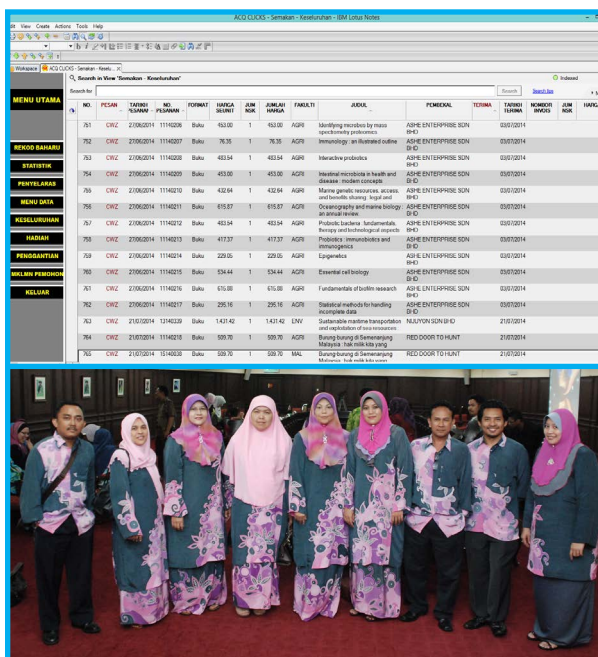 ACQ CLICKS - Semakan - Keseluruhan - IBM Lotus Notes
dit View Create Actions Tools Help
Workspace ACQ CLICKS - Semakan - Keselu... X
Search in View 'Semakan - Keseluruhan' Indexed
Search for Search Search tips
MENU UTAMA
REKOD BAHARU
STATISTIK
PENYELARAS
MENU DATA
KESELURUHAN
HADIAH
PENGGANTIAN
MKLMN PEMOHON
KELUAR
NO. PESAN TARIKH PESANAN NO. PESANAN FORMAT HARGA SEUNIT JUM NSK JUMLAH HARGA FAKULTI JUDUL PEMBEKAL TERIMA TARIKH TERIMA NOMBOR INVOIS JUM NSK HARGA
751 CWZ 27/06/2014 11140206 Buku 453.00 1 453.00 AGRI Identifying microbes by mass ASHE ENTERPRISE SDN 03/07/2014
spectrometry proteomics BHD
752 CWZ 27/06/2014 11140207 Buku 76.35 1 76.35 AGRI Immunology : an illustrated outline ASHE ENTERPRISE SDN 03/07/2014
BHD
753 CWZ 27/06/2014 11140208 Buku 483.54 1 483.54 AGRI Interactive probiotics ASHE ENTERPRISE SDN 03/07/2014
BHD
754 CWZ 27/06/2014 11140209 Buku 453.00 1 453.00 AGRI Intestinal microbiota in health and ASHE ENTERPRISE SDN 03/07/2014
disease : modern concepts BHD
755 CWZ 27/06/2014 11140210 Buku 432.64 1 432.64 AGRI Marine genetic resources, access, ASHE ENTERPRISE SDN 03/07/2014
and benefits sharing : legal and BHD
756 CWZ 27/06/2014 11140211 Buku 615.87 1 615.87 AGRI Oceanography and marine biology : ASHE ENTERPRISE SDN 03/07/2014
an annual review. BHD
757 CWZ 27/06/2014 11140212 Buku 483.54 1 483.54 AGRI Probiotic bacteria : fundamentals, ASHE ENTERPRISE SDN 03/07/2014
therapy and technological aspects BHD
758 CWZ 27/06/2014 11140213 Buku 417.37 1 417.37 AGRI Probiotics : immunobiotics and ASHE ENTERPRISE SDN 03/07/2014
immunogenics BHD
759 CWZ 27/06/2014 11140214 Buku 229.05 1 229.05 AGRI Epigenetics ASHE ENTERPRISE SDN 03/07/2014
BHD
760 CWZ 27/06/2014 11140215 Buku 534.44 1 534.44 AGRI Essential cell biology ASHE ENTERPRISE SDN 03/07/2014
BHD
761 CWZ 27/06/2014 11140216 Buku 615.88 1 615.88 AGRI Fundamentals of biofilm research ASHE ENTERPRISE SDN 03/07/2014
BHD
762 CWZ 27/06/2014 11140217 Buku 295.16 1 295.16 AGRI Statistical methods for handling ASHE ENTERPRISE SDN 03/07/2014
incomplete data BHD
763 CWZ 21/07/2014 13140339 Buku 1,431.42 1 1,431.42 ENV Sustainable maritime transportation SDN BHD 21/07/2014
and exploitation of sea resources
764 CWZ 21/07/2014 11140218 Buku 509.70 1 509.70 AGRI Burung-burung di Semenanjung RED DOOR TO HUNT 21/07/2014
Malaysia : hak milik kita yang
765 CWZ 21/07/2014 15140038 Buku 509.70 1 509.70 MAL Burung-burung di Semenanjung RED DOOR TO HUNT 21/07/2014
Malaysia : hak milik kita yang